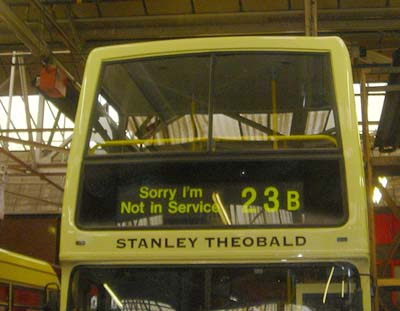 Sorry I'm
Not in Service
23B
STANLEY THEOBALD